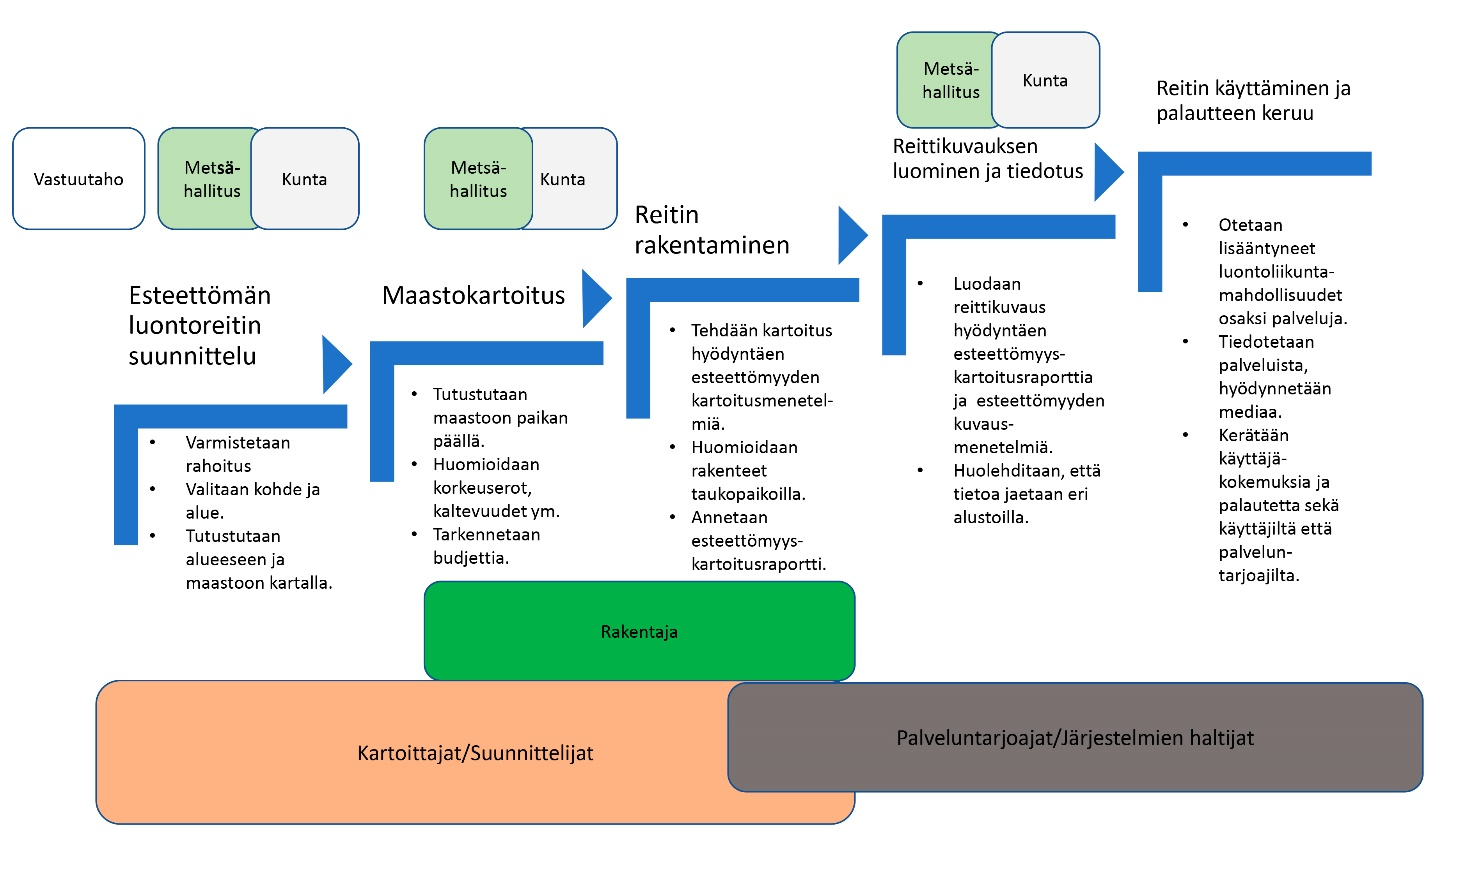 Vastuutaho
Metsä-
hallitus
Kunta
Metsä-
hallitus
Kunta
Metsä-
hallitus
Kunta
Esteettömän
luontoreitin
suunnittelu
• Varmistetaan
rahoitus
• Valitaan kohde ja
alue.
• Tutustutaan
alueeseen ja
maastoon kartalla.
Maastokartoitus
• Tutustutaan
maastoon paikan
päällä.
• Huomioidaan
korkeuserot,
kaltevuudet ym.
• Tarkennetaan
budjettia.
Reitin
rakentaminen
• Tehdään kartoitus
hyödyntäen
esteettömyyden
kartoitusmenetel-
miä.
• Huomioidaan
rakenteet
taukopaikoilla.
• Annetaan
esteettömyys-
kartoitusraportti.
Reittikuvauksen
luominen ja tiedotus
• Luodaan
reittikuvaus
hyödyntäen
esteettömyys-
kartoitusraporttia
ja esteettömyyden
kuvaus-
menetelmiä.
• Huolehditaan, että
tietoa jaetaan eri
alustoilla.
Reitin käyttäminen ja
palautteen keruu
• Otetaan
lisääntyneet
luontoliikunta-
mahdollisuudet
osaksi palveluja.
• Tiedotetaan
palveluista,
hyödynnetään
mediaa.
• Kerätään
käyttäjä-
kokemuksia ja
palautetta sekä
käyttäjiltä että
palvelun-
tarjoajilta.
Rakentaja
Kartoittajat/Suunnittelijat
Palveluntarjoajat/Järjestelmien haltijat